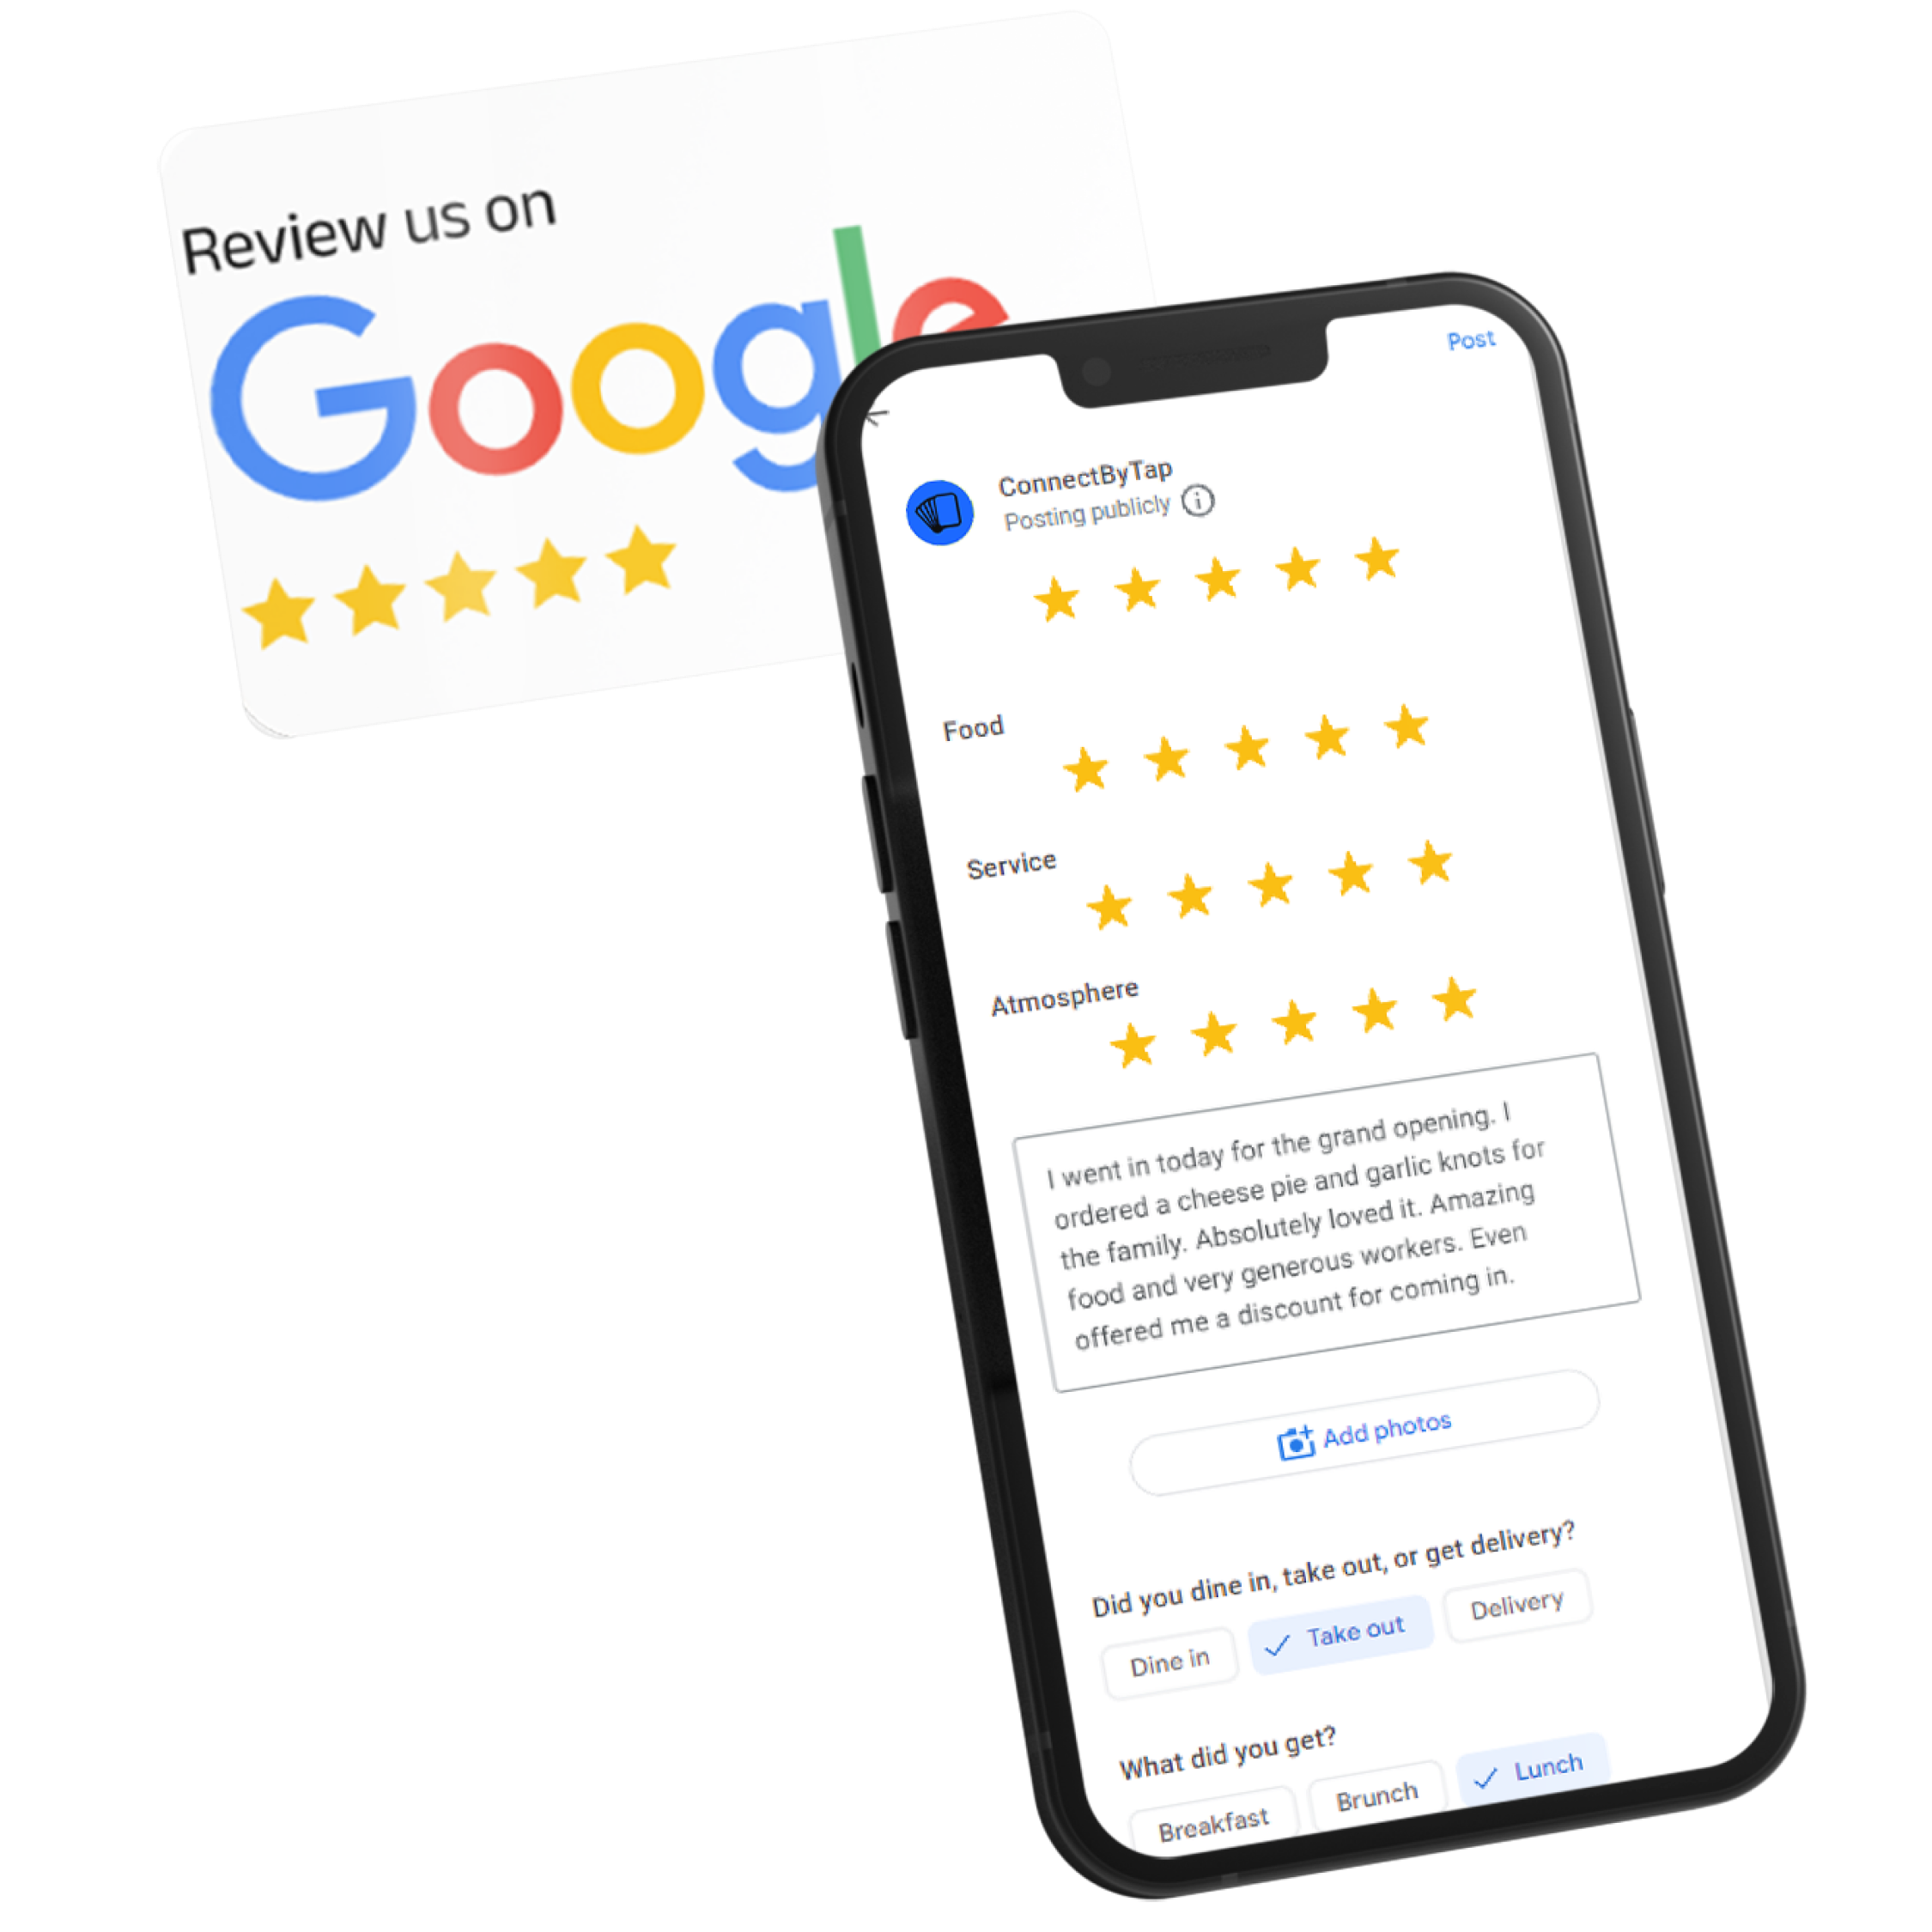 Review us on
Google
Post
ConnectByTap
Posting publicly
Food
Service
Atmosphere
I went in today for the grand opening. I
ordered a cheese pie and garlic knots for
the family. Absolutely loved it. Amazing
food and very generous workers. Even
offered me a discount for coming in.
Add photos
Did you dine in, take out, or get delivery?
Dine in
Take out
Delivery
What did you get?
Breakfast
Brunch
Lunch